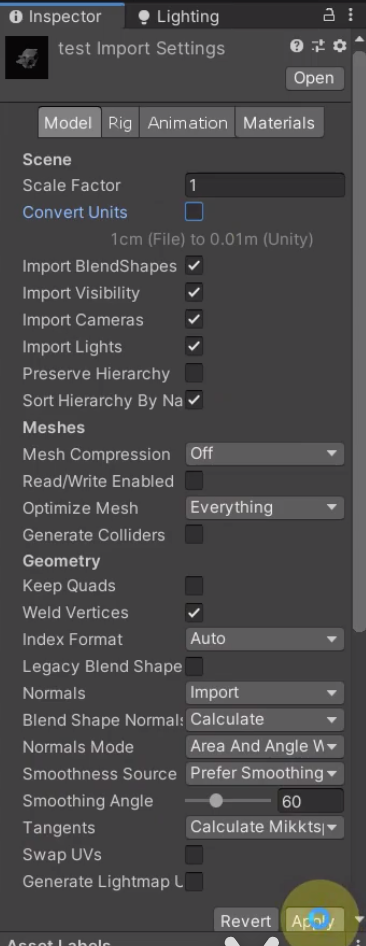 Inspector Lighting
test Import Settings
Open
Model Rig Animation Materials
Scene
Scale Factor 1
Convert Units
1cm (File) to 0.01m (Unity)
Import BlendShapes
Import Visibility
Import Cameras
Import Lights
Preserve Hierarchy
Sort Hierarchy By Na
Meshes
Mesh Compression Off
Read/Write Enabled
Optimize Mesh Everything
Generate Colliders
Geometry
Keep Quads
Weld Vertices
Index Format Auto
Legacy Blend Shape
Normals Import
Blend Shape Normals Calculate
Normals Mode Area And Angle W
Smoothness Source Prefer Smoothing
Smoothing Angle 60
Tangents Calculate Mikkts
Swap UVs
Generate Lightmap U
Revert Apply
Asset Labels